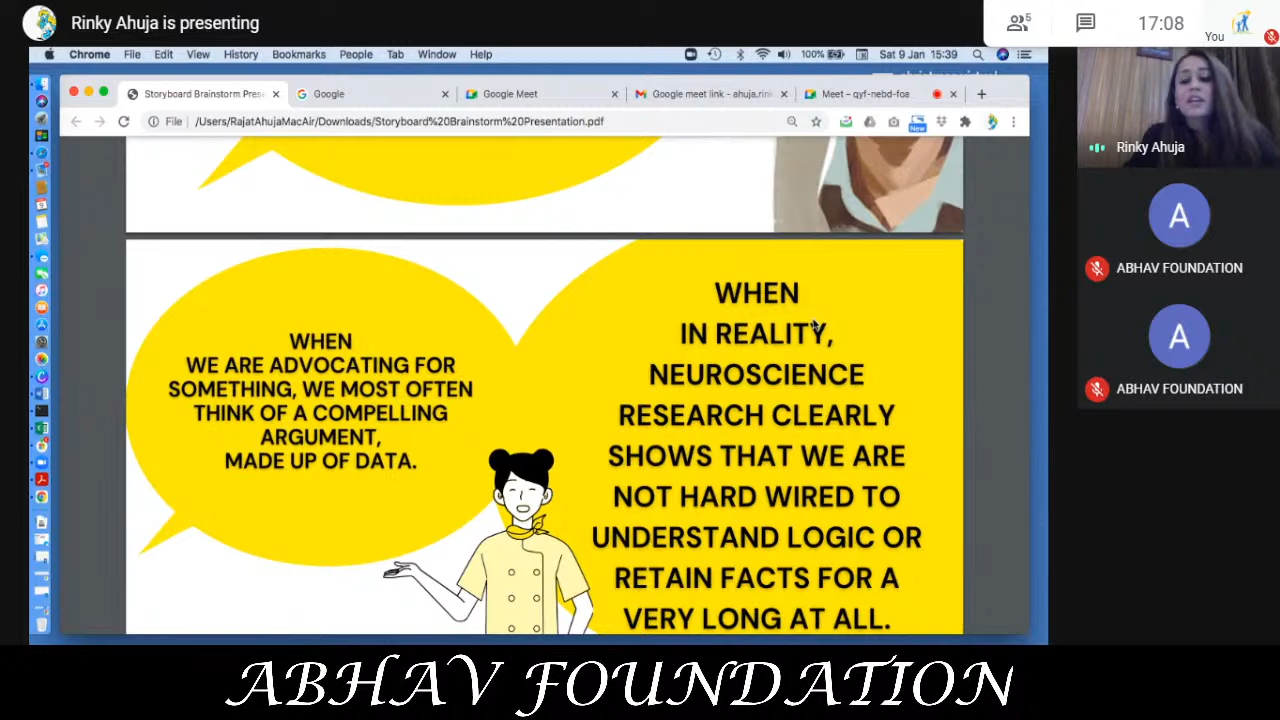 Rinky Ahuja is presenting
5
17:08
You
Chrome File Edit View History Bookmarks People Tab Window Help
100%
Sat 9 Jan 15:39
Storyboard Brainstorm Prese
Google
Google Meet
Google meet link - ahuja.rink
Meet – qyf-nebd-foa
File
/Users/RajatAhujaMacAir/Downloads/Storyboard%20Brainstorm%20Presentation.pdf
New
WHEN
WE ARE ADVOCATING FOR
SOMETHING, WE MOST OFTEN
THINK OF A COMPELLING
ARGUMENT,
MADE UP OF DATA.
WHEN
IN REALITY,
NEUROSCIENCE
RESEARCH CLEARLY
SHOWS THAT WE ARE
NOT HARD WIRED TO
UNDERSTAND LOGIC OR
RETAIN FACTS FOR A
VERY LONG AT ALL.
Rinky Ahuja
A
ABHAV FOUNDATION
A
ABHAV FOUNDATION
ABHAV FOUNDATION